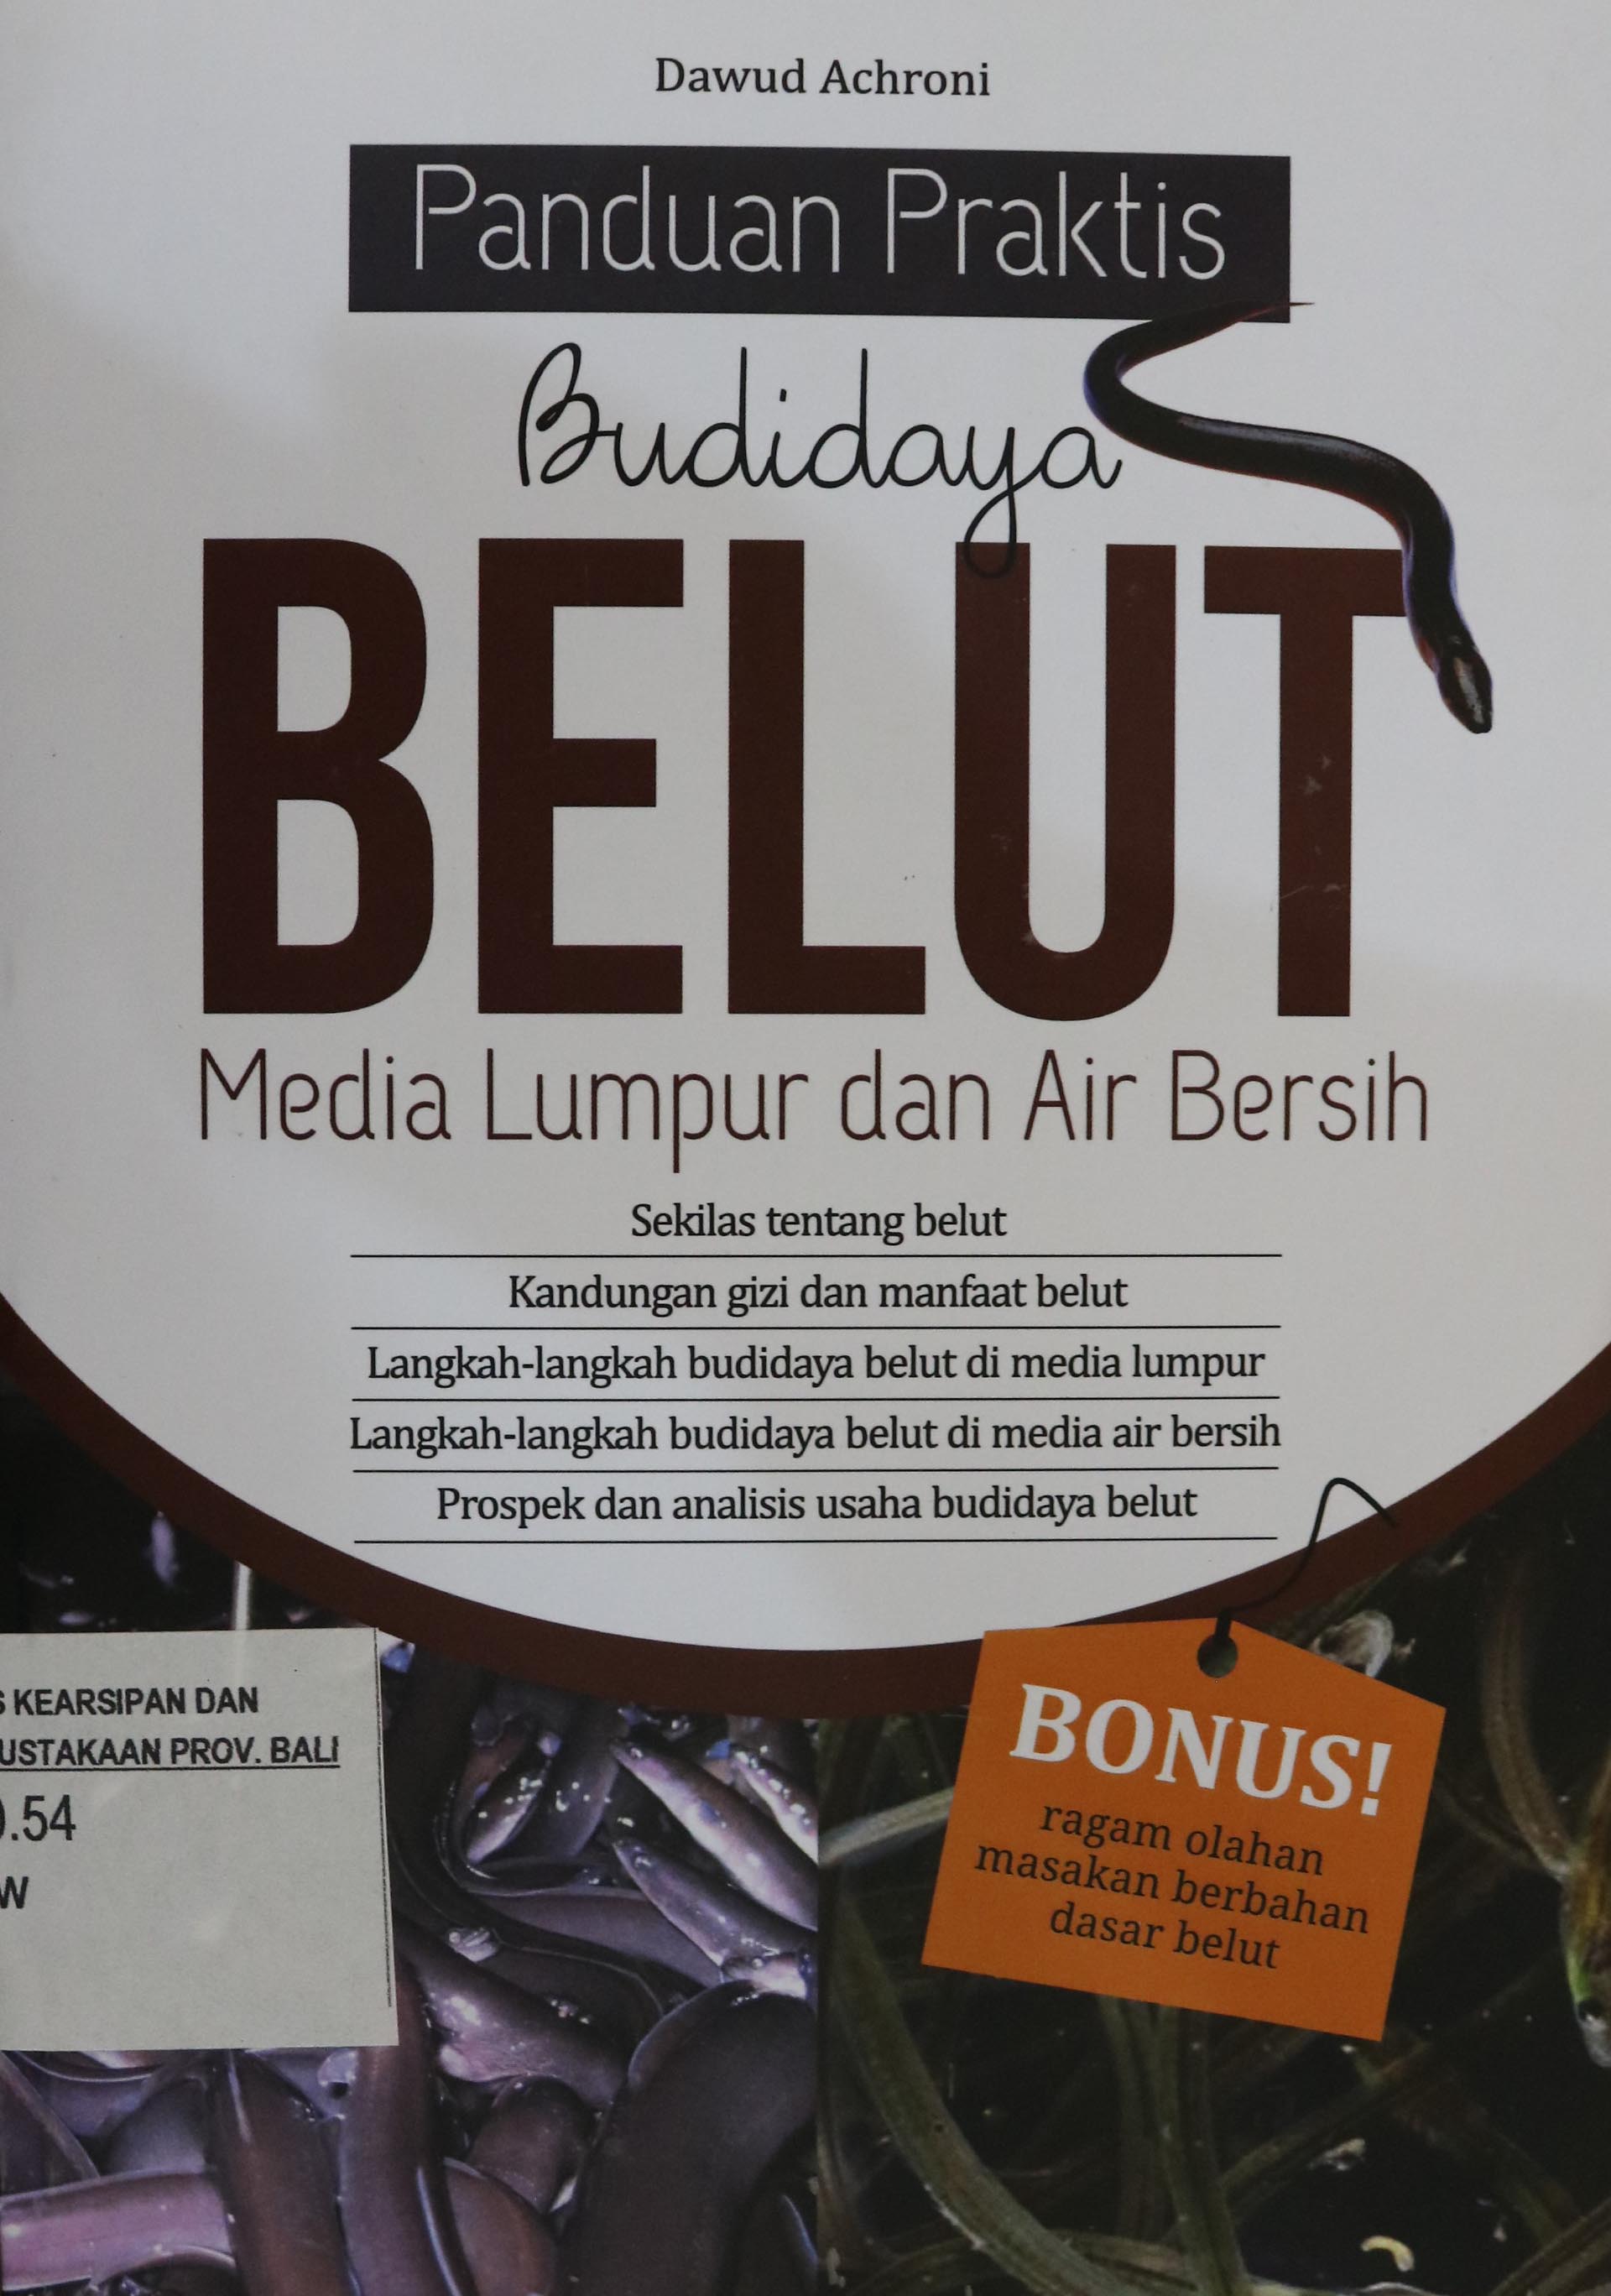 Dawud Achroni
Panduan Praktis
Budidaya
BELUT
Media Lumpur dan Air Bersih
Sekilas tentang belut
Kandungan gizi dan manfaat belut
Langkah-langkah budidaya belut di media lumpur
Langkah-langkah budidaya belut di media air bersih
Prospek dan analisis usaha budidaya belut
S KEARSIPAN DAN
USTAKAAN PROV. BALI
.54
W
BONUS!
ragam olahan
masakan berbahan
dasar belut